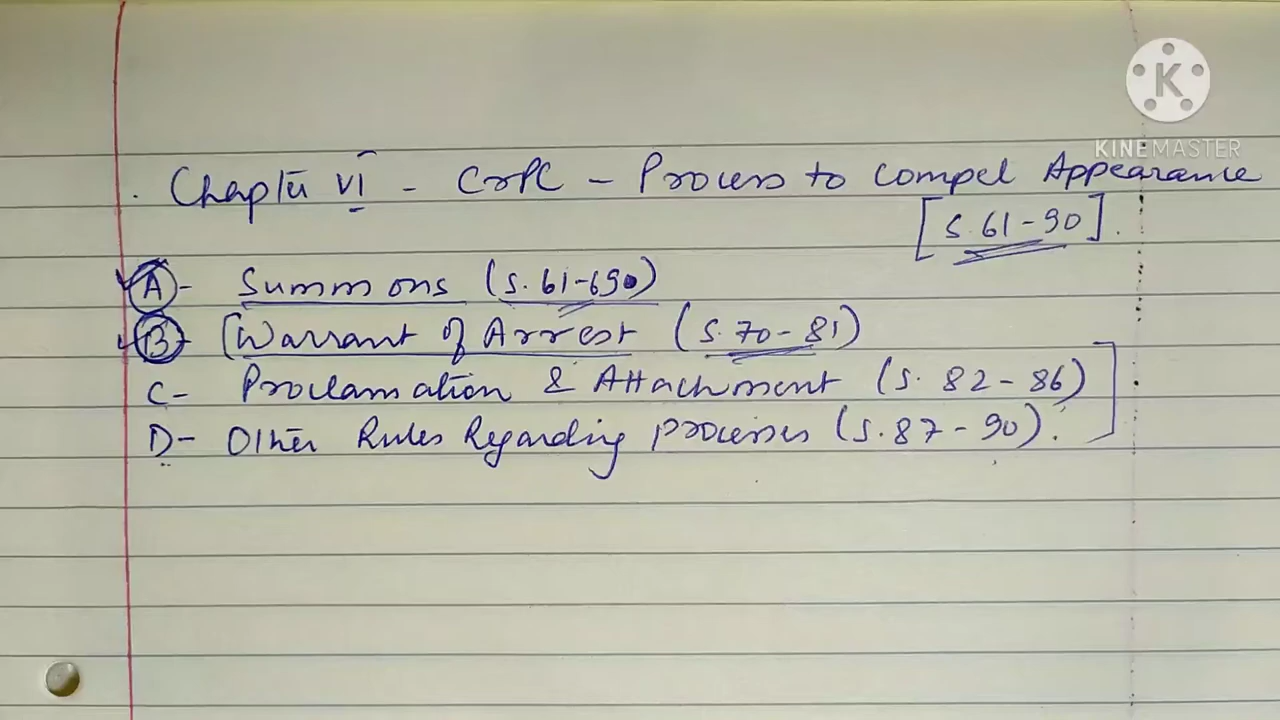 K
KINEMASTER
Chapter VI - CrPC - Process to compel Appearance
[S. 61-90].
A - Summons (S. 61-69)
B - Warrant of Arrest (S. 70-81)
C - Proclamation & Attachment (S. 82-86)
D - Other Rules Regarding processes (S. 87-90).